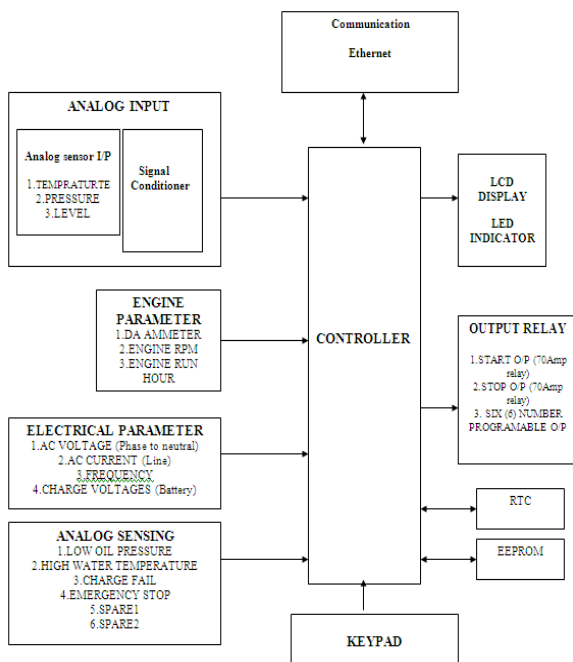 Communication
Ethernet
ANALOG INPUT
Analog sensor I/P
1.TEMPRATURTE
2.PRESSURE
3.LEVEL
Signal
Conditioner
ENGINE
PARAMETER
1.DA AMMETER
2.ENGINE RPM
3.ENGINE RUN
HOUR
ELECTRICAL PARAMETER
1.AC VOLTAGE (Phase to neutral)
2.AC CURRENT (Line)
3.FREQUENCY
4.CHARGE VOLTAGES (Battery)
ANALOG SENSING
1.LOW OIL PRESSURE
2.HIGH WATER TEMPERATURE
3.CHARGE FAIL
4.EMERGENCY STOP
5.SPARE1
6.SPARE2
CONTROLLER
LCD
DISPLAY
LED
INDICATOR
OUTPUT RELAY
1.START O/P (70Amp
relay)
2.STOP O/P (70Amp
relay)
3. SIX (6) NUMBER
PROGRAMABLE O/P
RTC
EEPROM
KEYPAD